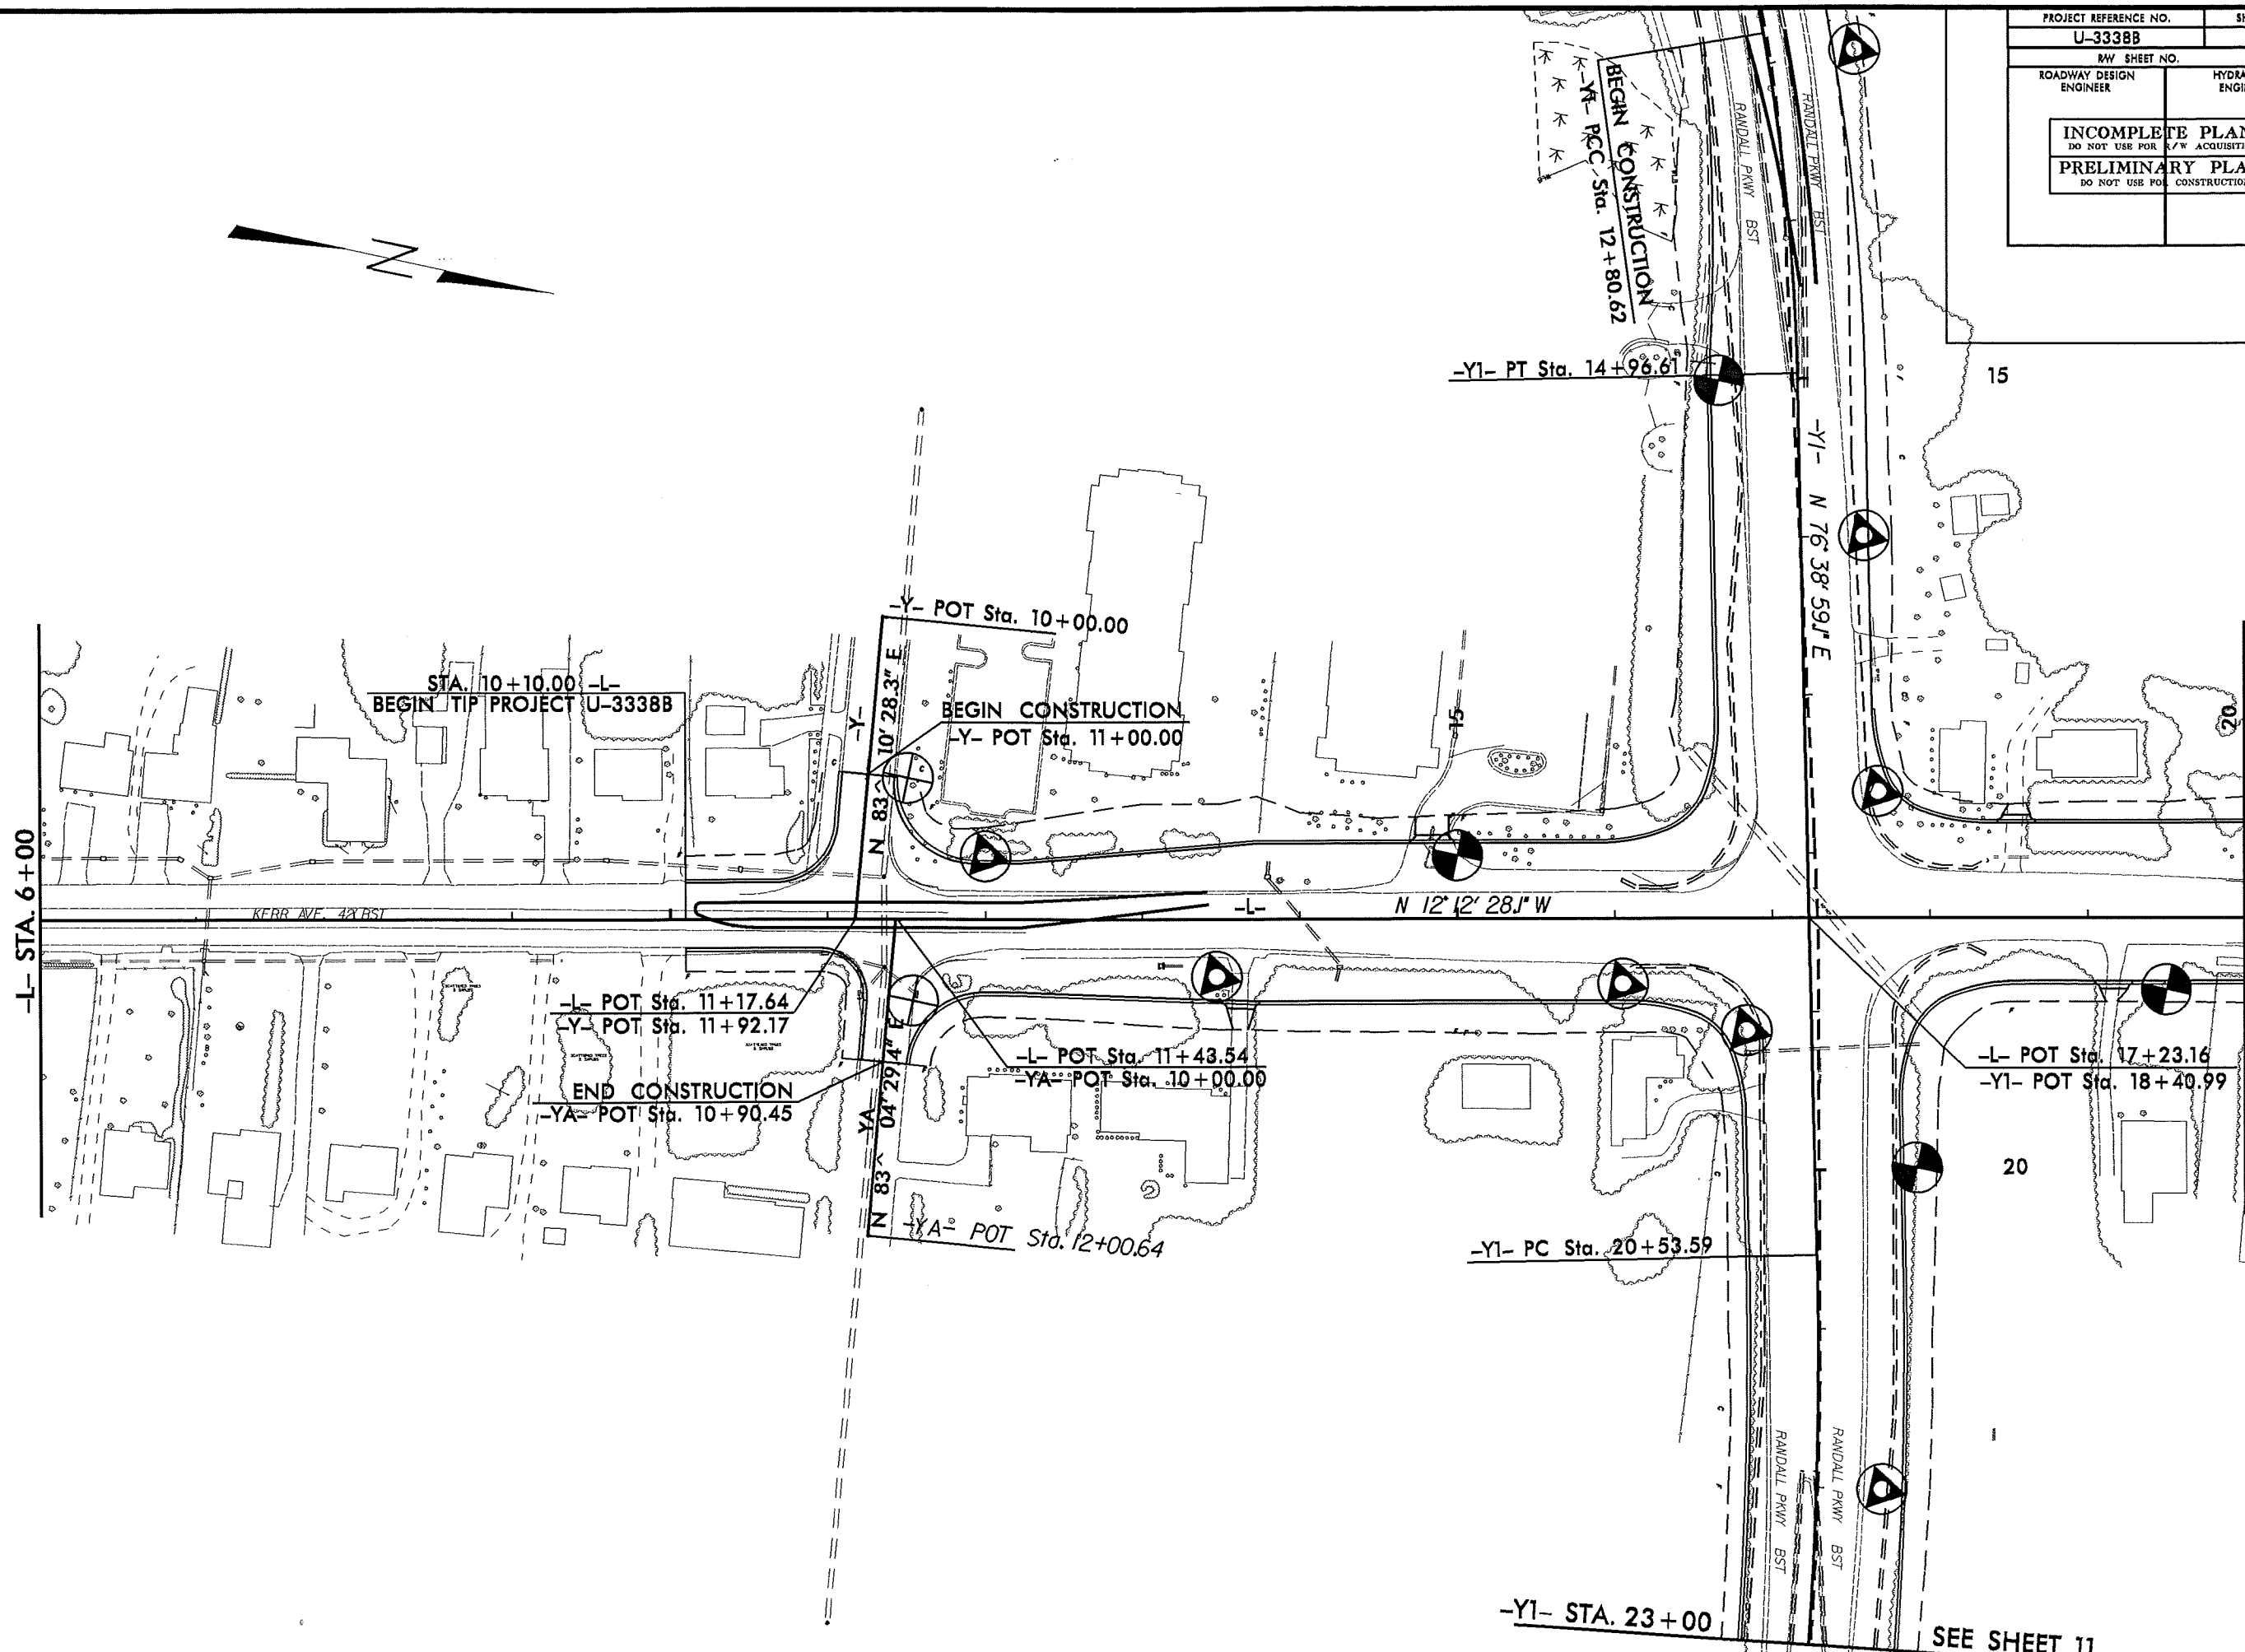 PROJECT REFERENCE NO.
U-3338B
RW SHEET NO.
ROADWAY DESIGN
ENGINEER
INCOMPLETE
DO NOT USE FOR R/W
PRELIMINARY
DO NOT USE FOR
BEGIN CONSTRUCTION
-Y1- PCC Sta. 12+80.62
RANDALL PKWY BST
RANDALL PKWY BST
N
-Y1- PT Sta. 14+96.61
15
-Y1- N 76° 38' 59.1" E
-Y- POT Sta. 10+00.00
STA. 10+10.00 -L-
BEGIN TIP PROJECT U-3338B
-Y-
N 83^ 10' 28.3" E
BEGIN CONSTRUCTION
-Y- POT Sta. 11+00.00
15
20
-L- STA. 6+00
KERR AVE. 42' BST
-L-
N 12° 12' 28.1" W
-L- POT Sta. 11+17.64
-Y- POT Sta. 11+92.17
-L- POT Sta. 11+43.54
-YA- POT Sta. 10+00.00
-L- POT Sta. 17+23.16
-Y1- POT Sta. 18+40.99
END CONSTRUCTION
-YA- POT Sta. 10+90.45
-YA-
N 83^ 04' 29.4" E
20
-YA- POT Sta. 12+00.64
-Y1- PC Sta. 20+53.59
RANDALL PKWY BST
RANDALL PKWY BST
-Y1- STA. 23+00
SEE SHEET 11